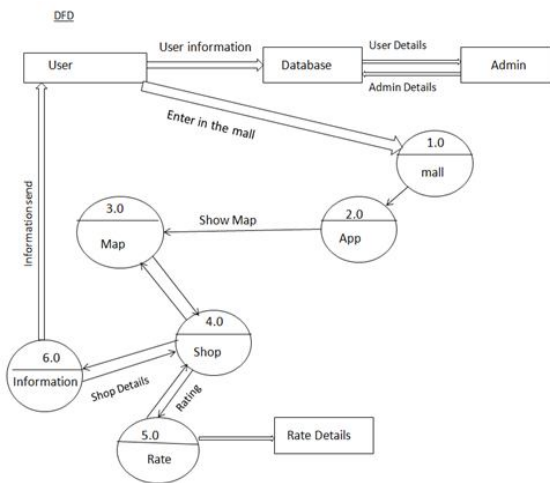 DFD
User
User information
Database
User Details
Admin Details
Admin
Enter in the mall
1.0
mall
2.0
App
Show Map
3.0
Map
Information send
4.0
Shop
6.0
Information
Shop Details
Rating
5.0
Rate
Rate Details